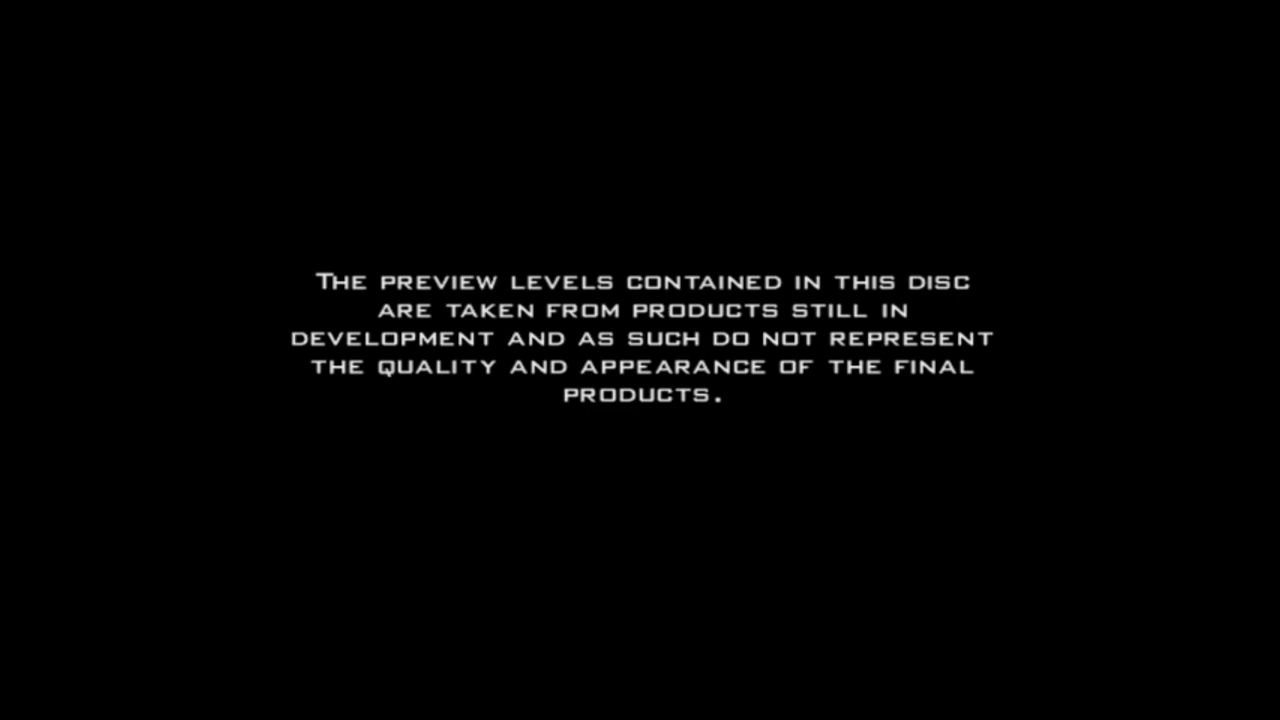 The preview levels contained in this disc
are taken from products still in
development and as such do not represent
the quality and appearance of the final
products.